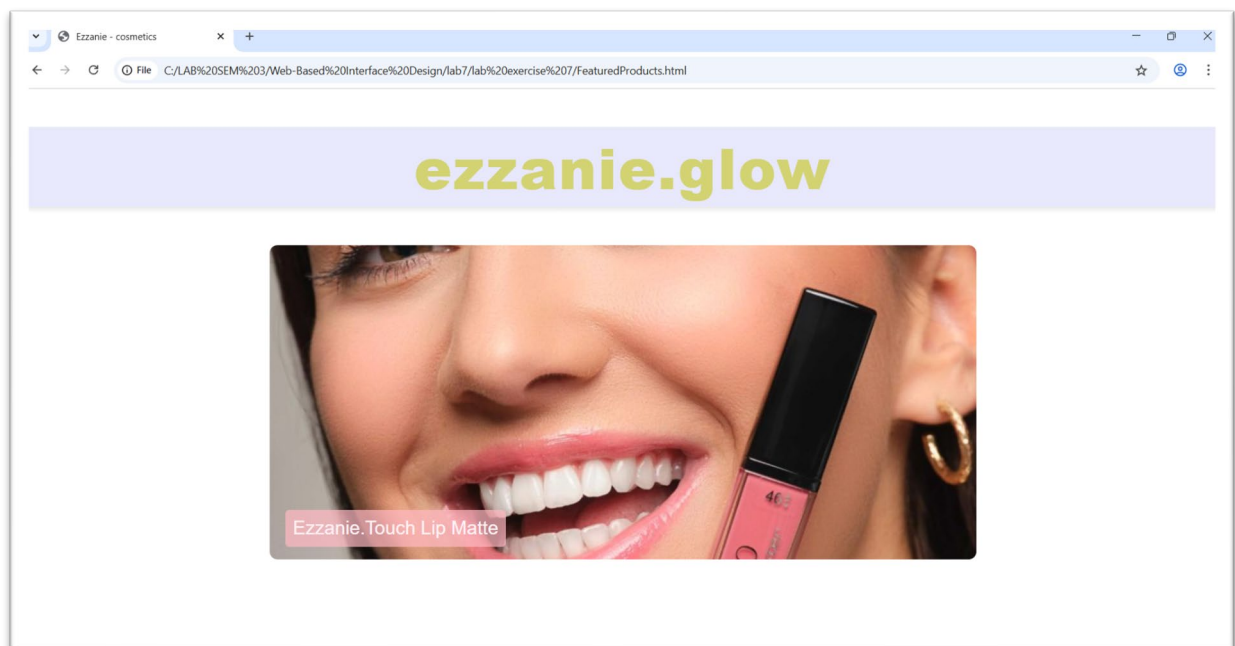 Ezzanie - cosmetics
File C:/LAB%20SEM%203/Web-Based%20Interface%20Design/lab7/lab%20exercise%207/FeaturedProducts.html
ezzanie.glow
Ezzanie.Touch Lip Matte